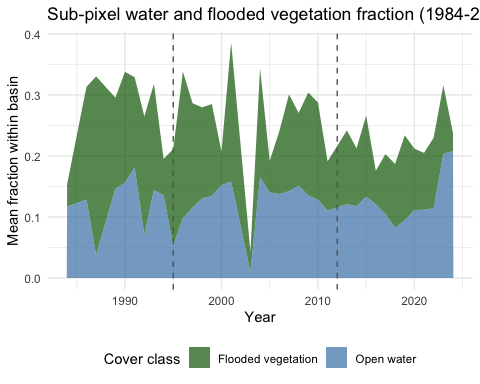 Sub-pixel water and flooded vegetation fraction (1984-2
Mean fraction within basin
0.4
0.3
0.2
0.1
0.0
1990 2000 2010 2020
Year
Cover class Flooded vegetation Open water